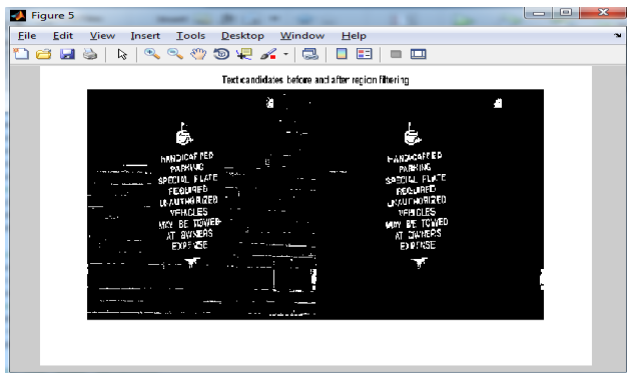 Figure 5
File Edit View Insert Tools Desktop Window Help
Text candidates before and after region filtering
HANDICAPPED
PARKING
SPECIAL PLATE
REQUIRED
UNAUTHORIZED
VEHICLES
MAY BE TOWED
AT OWNERS
EXPENSE
HANDICAPPED
PARKING
SPECIAL PLATE
REQUIRED
UNAUTHORIZED
VEHICLES
MAY BE TOWED
AT OWNERS
EXPENSE